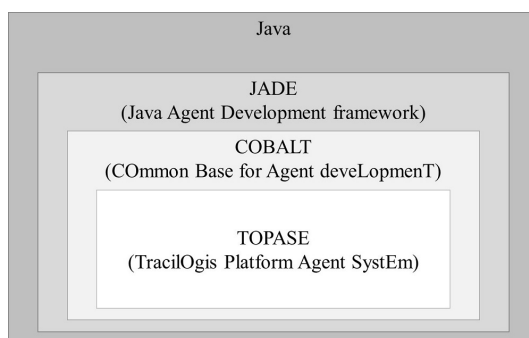 Java
JADE
(Java Agent Development framework)
COBALT
(COmmon Base for Agent deveLopmenT)
TOPASE
(TracilOgis Platform Agent SystEm)